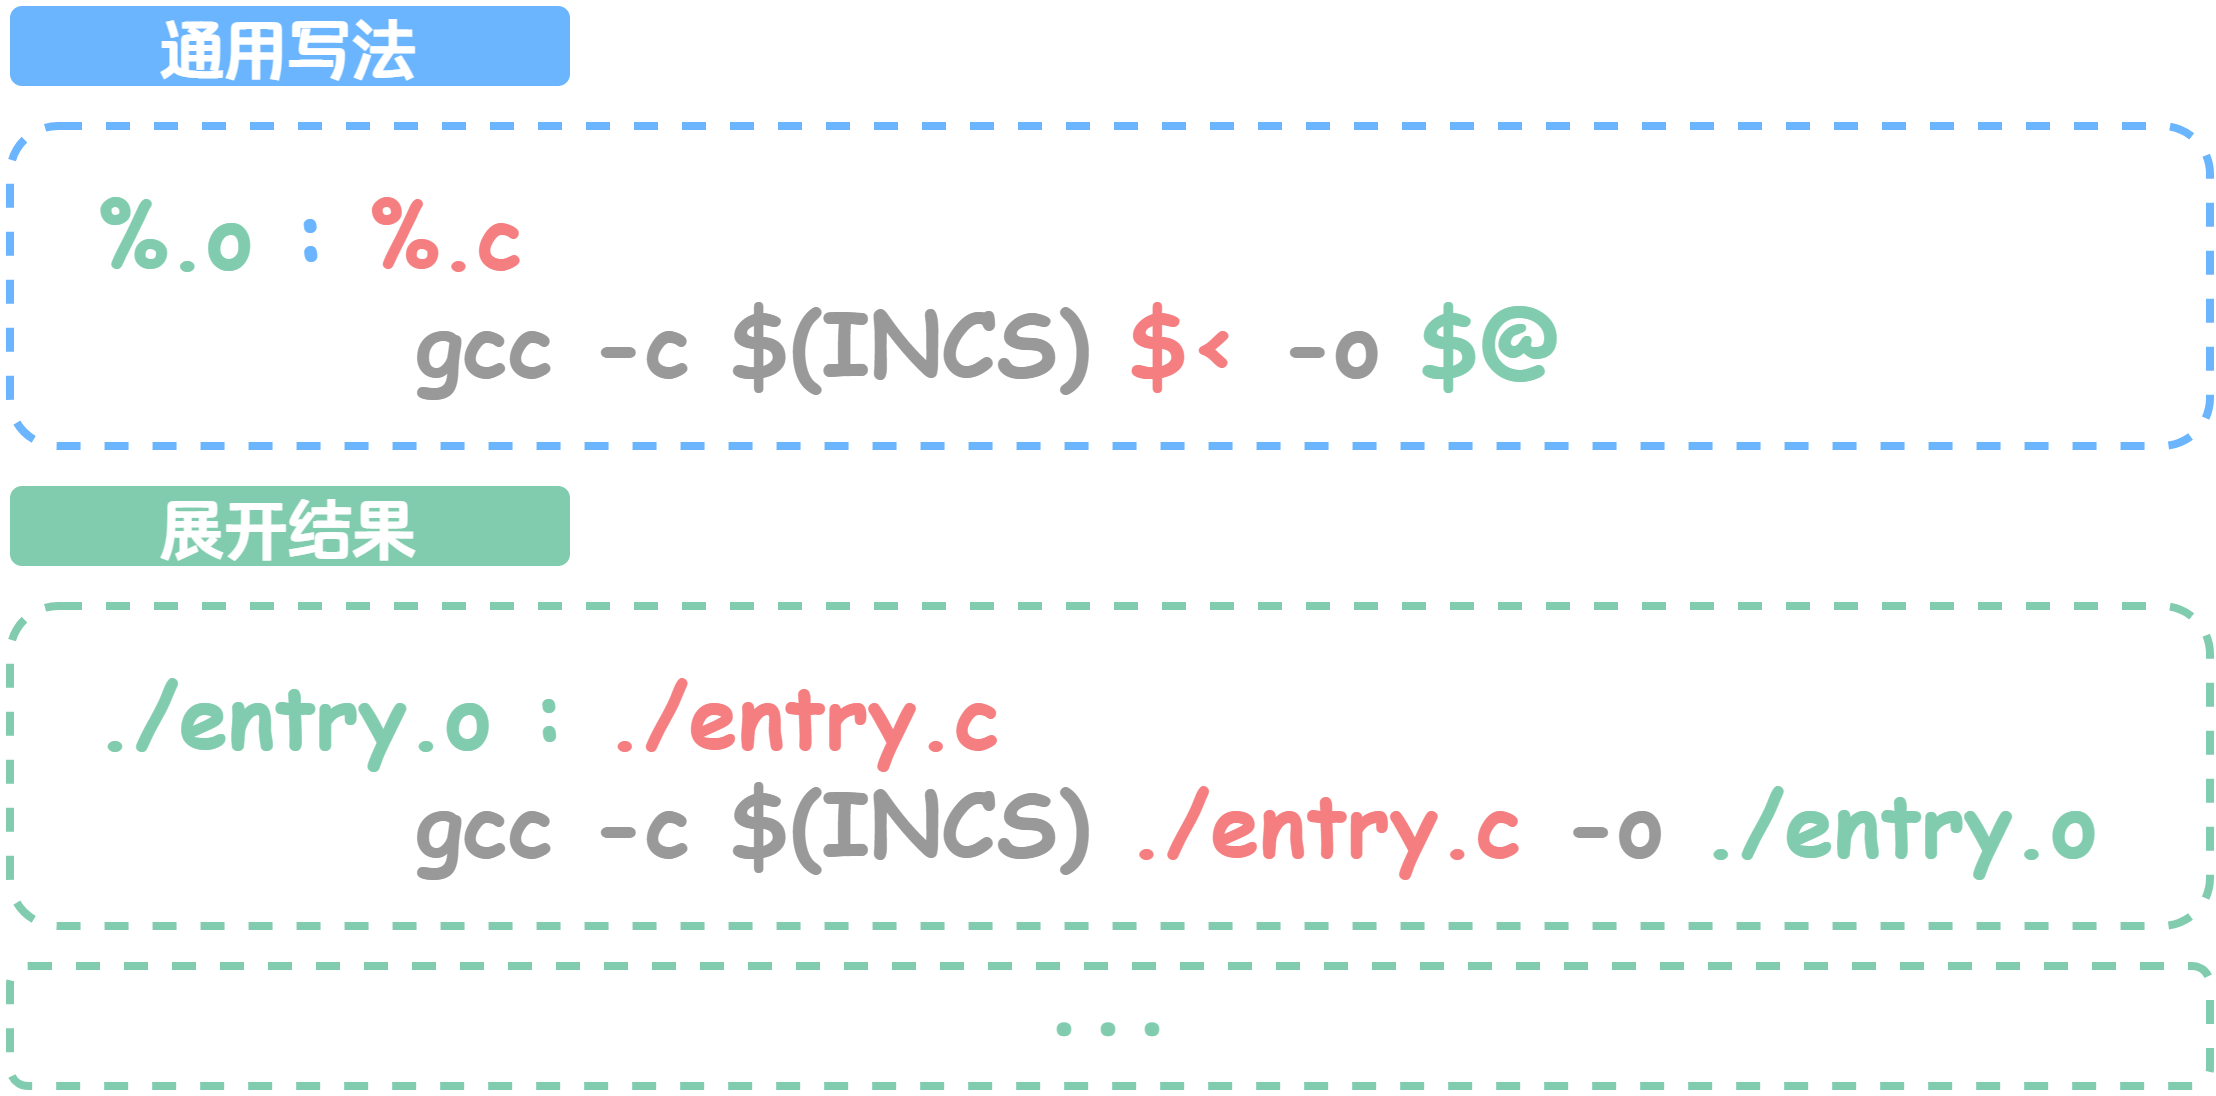 通用写法
%.o : %.c
gcc -c $(INCS) $< -o $@
展开结果
./entry.o : ./entry.c
gcc -c $(INCS) ./entry.c -o ./entry.o
...